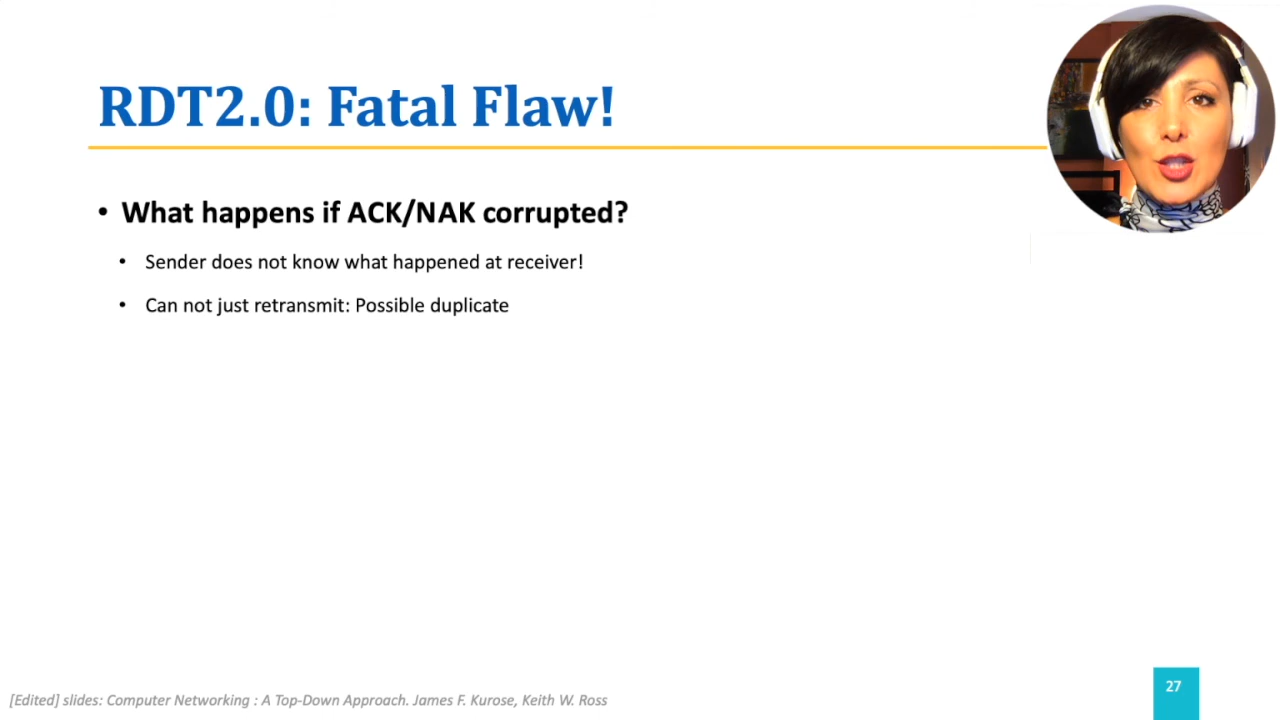 RDT2.0: Fatal Flaw!
• What happens if ACK/NAK corrupted?
• Sender does not know what happened at receiver!
• Can not just retransmit: Possible duplicate
[Edited] slides: Computer Networking : A Top-Down Approach. James F. Kurose, Keith W. Ross
27